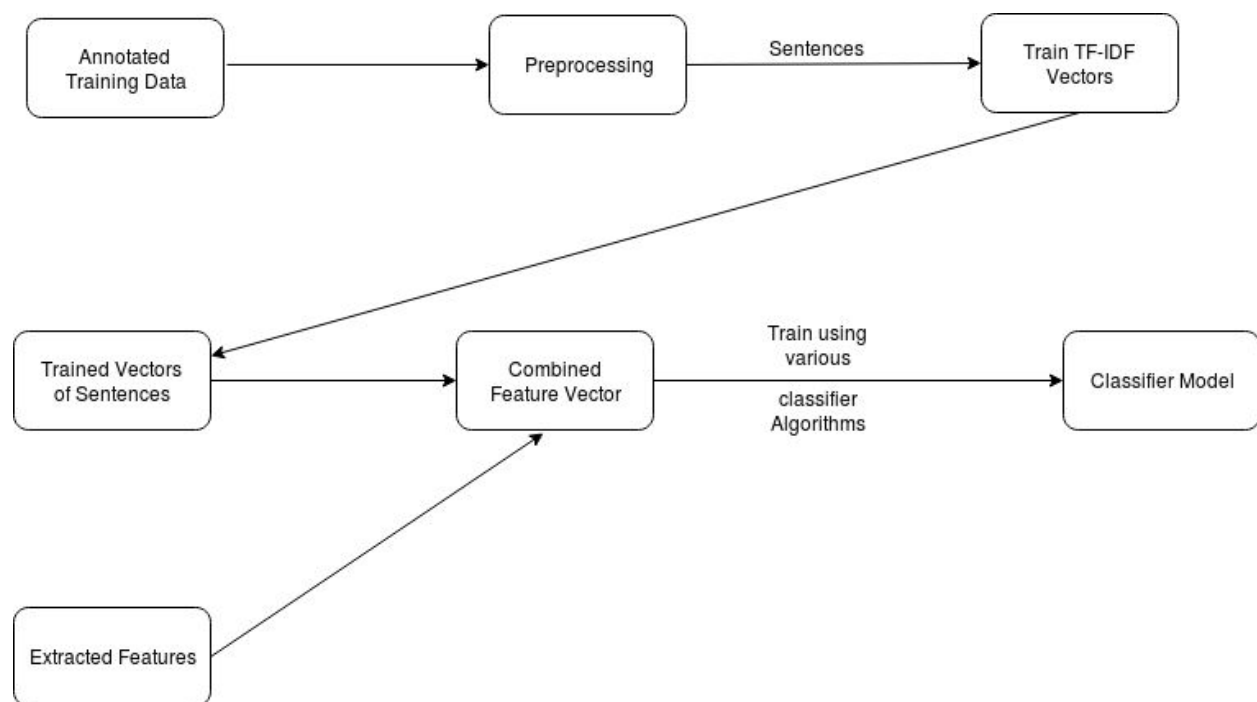 Annotated
Training Data
Preprocessing
Sentences
Train TF-IDF
Vectors
Trained Vectors
of Sentences
Combined
Feature Vector
Train using
various
classifier
Algorithms
Classifier Model
Extracted Features